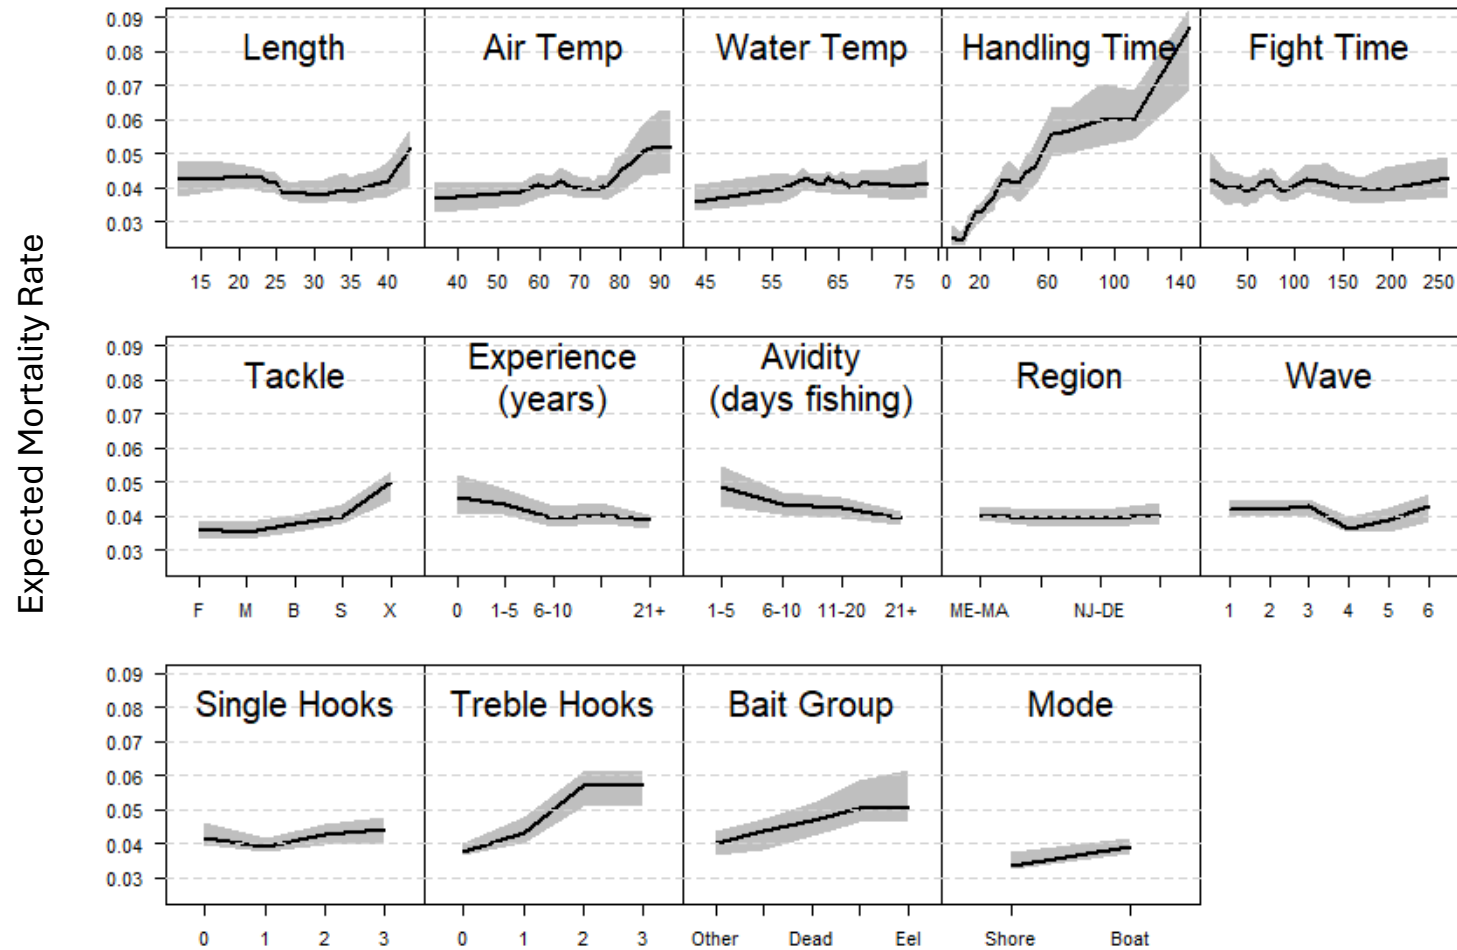 Expected Mortality Rate
Length
Air Temp
Water Temp
Handling Time
Fight Time
0.09
0.08
0.07
0.06
0.05
0.04
0.03
15 20 25 30 35 40
40 50 60 70 80 90
45 55 65 75
0 20 60 100 140
50 100 150 200 250
Tackle
Experience
(years)
Avidity
(days fishing)
Region
Wave
0.09
0.08
0.07
0.06
0.05
0.04
0.03
F M B S X
0 1-5 6-10 21+
1-5 6-10 11-20 21+
ME-MA NJ-DE
1 2 3 4 5 6
Single Hooks
Treble Hooks
Bait Group
Mode
0.09
0.08
0.07
0.06
0.05
0.04
0.03
0 1 2 3
0 1 2 3
Other Dead Eel
Shore Boat